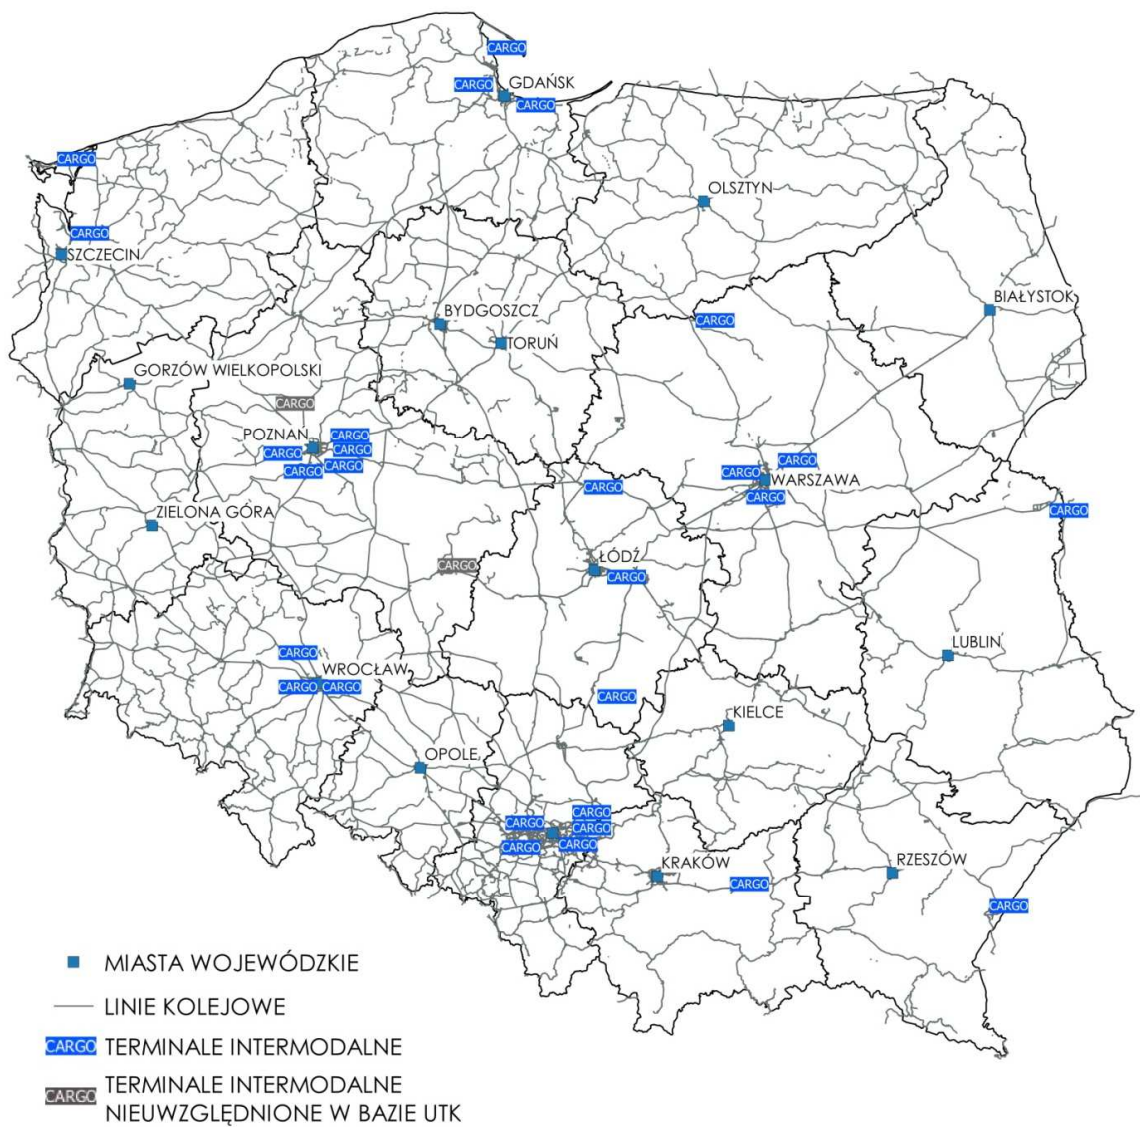 CARGO
CARGO
GDAŃSK
CARGO
CARGO
OLSZTYN
CARGO
SZCZECIN
BIAŁYSTOK
BYDGOSZCZ
CARGO
TORUŃ
GORZÓW WIELKOPOLSKI
CARGO
POZNAŃ
CARGO
CARGO
CARGO
CARGO
CARGO
CARGO
CARGO
WARSZAWA
CARGO
CARGO
CARGO
ZIELONA GÓRA
ŁÓDŹ
CARGO
CARGO
LUBLIN
CARGO
WROCŁAW
CARGO
CARGO
CARGO
KIELCE
OPOLE
CARGO
CARGO
CARGO
CARGO
CARGO
KRAKÓW
CARGO
RZESZÓW
CARGO
MIASTA WOJEWÓDZKIE
LINIE KOLEJOWE
CARGO TERMINALE INTERMODALNE
CARGO TERMINALE INTERMODALNE
NIEUWZGLĘDNIONE W BAZIE UTK